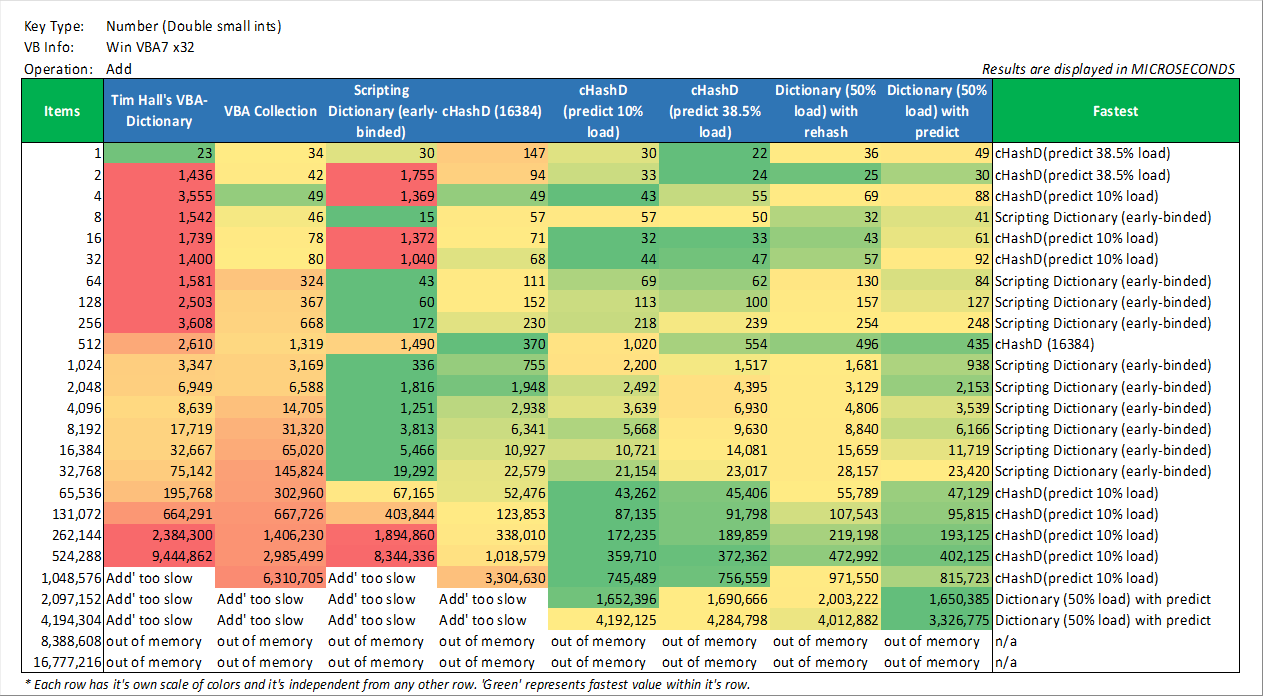 Key Type: Number (Double small ints)
VB Info: Win VBA7 x32
Operation: Add Results are displayed in MICROSECONDS
Items Tim Hall's VBA-Dictionary VBA Collection Scripting Dictionary (early-binded) cHashD (16384) cHashD (predict 10% load) cHashD (predict 38.5% load) Dictionary (50% load) with rehash Dictionary (50% load) with predict Fastest
1 23 34 30 147 30 22 36 49 cHashD(predict 38.5% load)
2 1,436 42 1,755 94 33 24 25 30 cHashD(predict 38.5% load)
4 3,555 49 1,369 49 43 55 69 88 cHashD(predict 10% load)
8 1,542 46 15 57 57 50 32 41 Scripting Dictionary (early-binded)
16 1,739 78 1,372 71 32 33 43 61 cHashD(predict 10% load)
32 1,400 80 1,040 68 44 47 57 92 cHashD(predict 10% load)
64 1,581 324 43 111 69 62 130 84 Scripting Dictionary (early-binded)
128 2,503 367 60 152 113 100 157 127 Scripting Dictionary (early-binded)
256 3,608 668 172 230 218 239 254 248 Scripting Dictionary (early-binded)
512 2,610 1,319 1,490 370 1,020 554 496 435 cHashD (16384)
1,024 3,347 3,169 336 755 2,200 1,517 1,681 938 Scripting Dictionary (early-binded)
2,048 6,949 6,588 1,816 1,948 2,492 4,395 3,129 2,153 Scripting Dictionary (early-binded)
4,096 8,639 14,705 1,251 2,938 3,639 6,930 4,806 3,539 Scripting Dictionary (early-binded)
8,192 17,719 31,320 3,813 6,341 5,668 9,630 8,840 6,166 Scripting Dictionary (early-binded)
16,384 32,667 65,020 5,466 10,927 10,721 14,081 15,659 11,719 Scripting Dictionary (early-binded)
32,768 75,142 145,824 19,292 22,579 21,154 23,017 28,157 23,420 Scripting Dictionary (early-binded)
65,536 195,768 302,960 67,165 52,476 43,262 45,406 55,789 47,129 cHashD(predict 10% load)
131,072 664,291 667,726 403,844 123,853 87,135 91,798 107,543 95,815 cHashD(predict 10% load)
262,144 2,384,300 1,406,230 1,894,860 338,010 172,235 189,859 219,198 193,125 cHashD(predict 10% load)
524,288 9,444,862 2,985,499 8,344,336 1,018,579 359,710 372,362 472,992 402,125 cHashD(predict 10% load)
1,048,576 Add' too slow 6,310,705 Add' too slow 3,304,630 745,489 756,559 971,550 815,723 cHashD(predict 10% load)
2,097,152 Add' too slow Add' too slow Add' too slow Add' too slow 1,652,396 1,690,666 2,003,222 1,650,385 Dictionary (50% load) with predict
4,194,304 Add' too slow Add' too slow Add' too slow Add' too slow 4,192,125 4,284,798 4,012,882 3,326,775 Dictionary (50% load) with predict
8,388,608 out of memory out of memory out of memory out of memory out of memory out of memory out of memory out of memory n/a
16,777,216 out of memory out of memory out of memory out of memory out of memory out of memory out of memory out of memory n/a
* Each row has it's own scale of colors and it's independent from any other row. 'Green' represents fastest value within it's row.